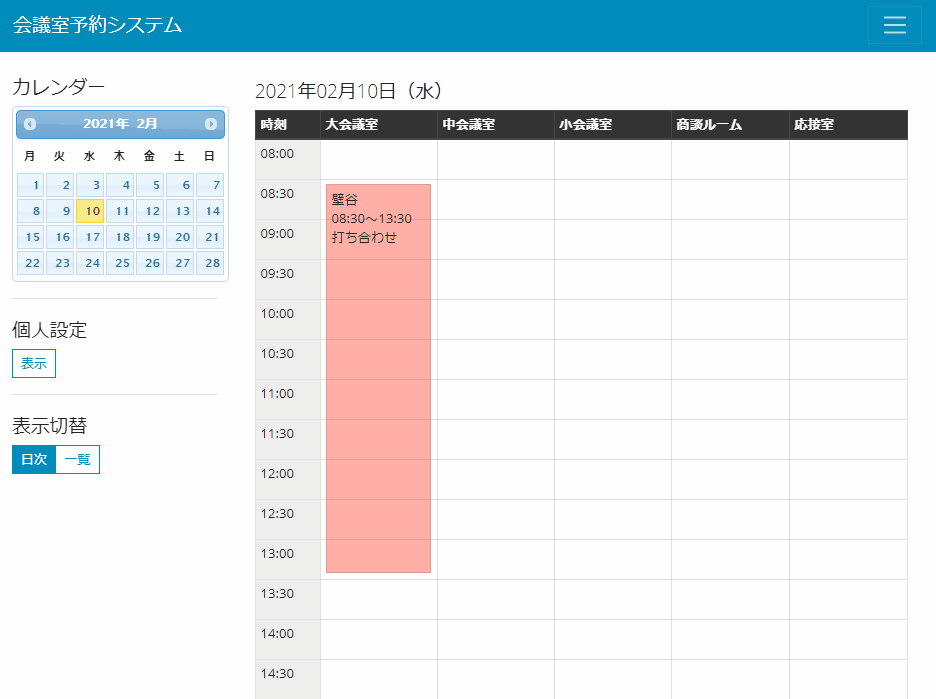 会議室予約システム
カレンダー
2021年 2月
月 火 水 木 金 土 日
1 2 3 4 5 6 7
8 9 10 11 12 13 14
15 16 17 18 19 20 21
22 23 24 25 26 27 28
個人設定
表示
表示切替
日次 一覧
2021年02月10日（水）
時刻 大会議室 中会議室 小会議室 商談ルーム 応接室
08:00
08:30
壁谷
08:30～13:30
打ち合わせ
09:00
09:30
10:00
10:30
11:00
11:30
12:00
12:30
13:00
13:30
14:00
14:30